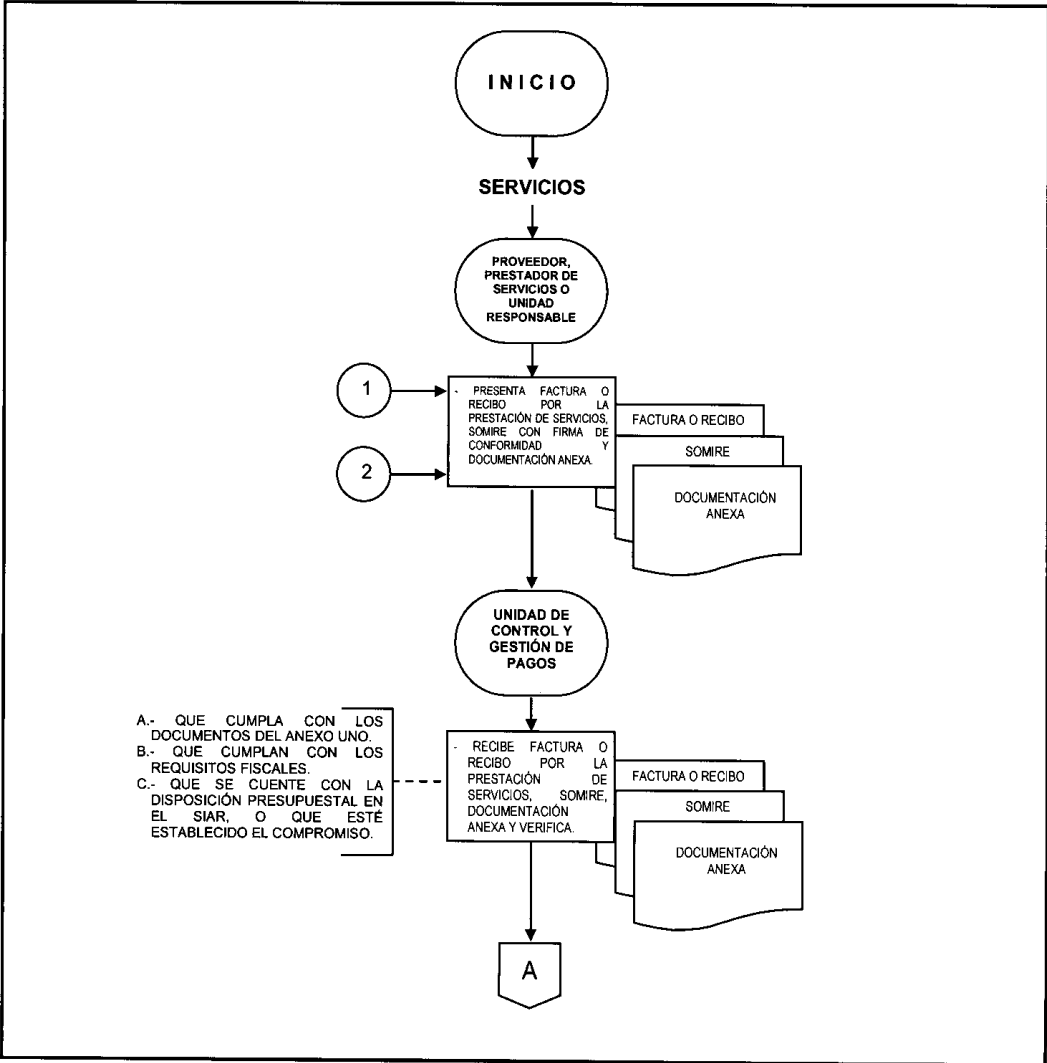 INICIO
SERVICIOS
PROVEEDOR,
PRESTADOR DE
SERVICIOS O
UNIDAD
RESPONSABLE
1
2
- PRESENTA FACTURA O
RECIBO POR LA
PRESTACIÓN DE SERVICIOS,
SOMIRE CON FIRMA DE
CONFORMIDAD Y
DOCUMENTACIÓN ANEXA.
FACTURA O RECIBO
SOMIRE
DOCUMENTACIÓN
ANEXA
UNIDAD DE
CONTROL Y
GESTIÓN DE
PAGOS
A.- QUE CUMPLA CON LOS
DOCUMENTOS DEL ANEXO UNO.
B.- QUE CUMPLAN CON LOS
REQUISITOS FISCALES.
C.- QUE SE CUENTE CON LA
DISPOSICIÓN PRESUPUESTAL EN
EL SIAR, O QUE ESTÉ
ESTABLECIDO EL COMPROMISO.
- RECIBE FACTURA O
RECIBO POR LA
PRESTACIÓN DE
SERVICIOS, SOMIRE,
DOCUMENTACIÓN
ANEXA Y VERIFICA.
FACTURA O RECIBO
SOMIRE
DOCUMENTACIÓN
ANEXA
A